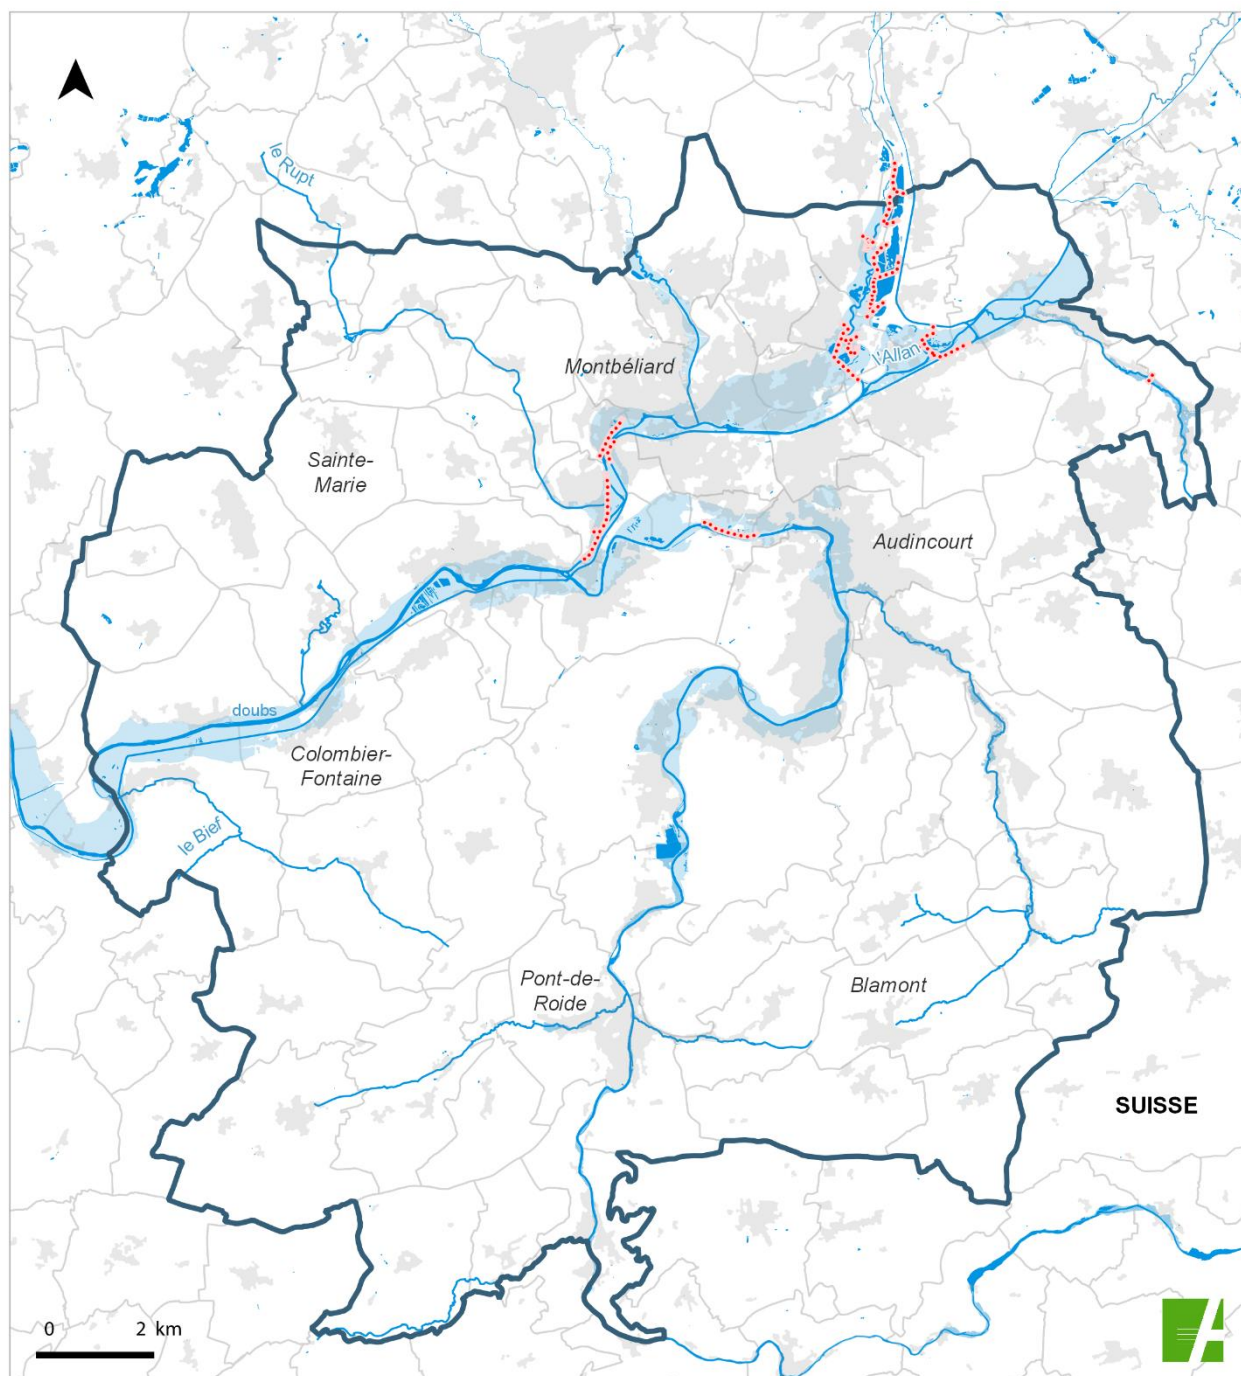 le Rupt
Montbéliard
l'Allan
Sainte-
Marie
Audincourt
doubs
Colombier-
Fontaine
le Bief
Pont-de-
Roide
Blamont
SUISSE
0 2 km